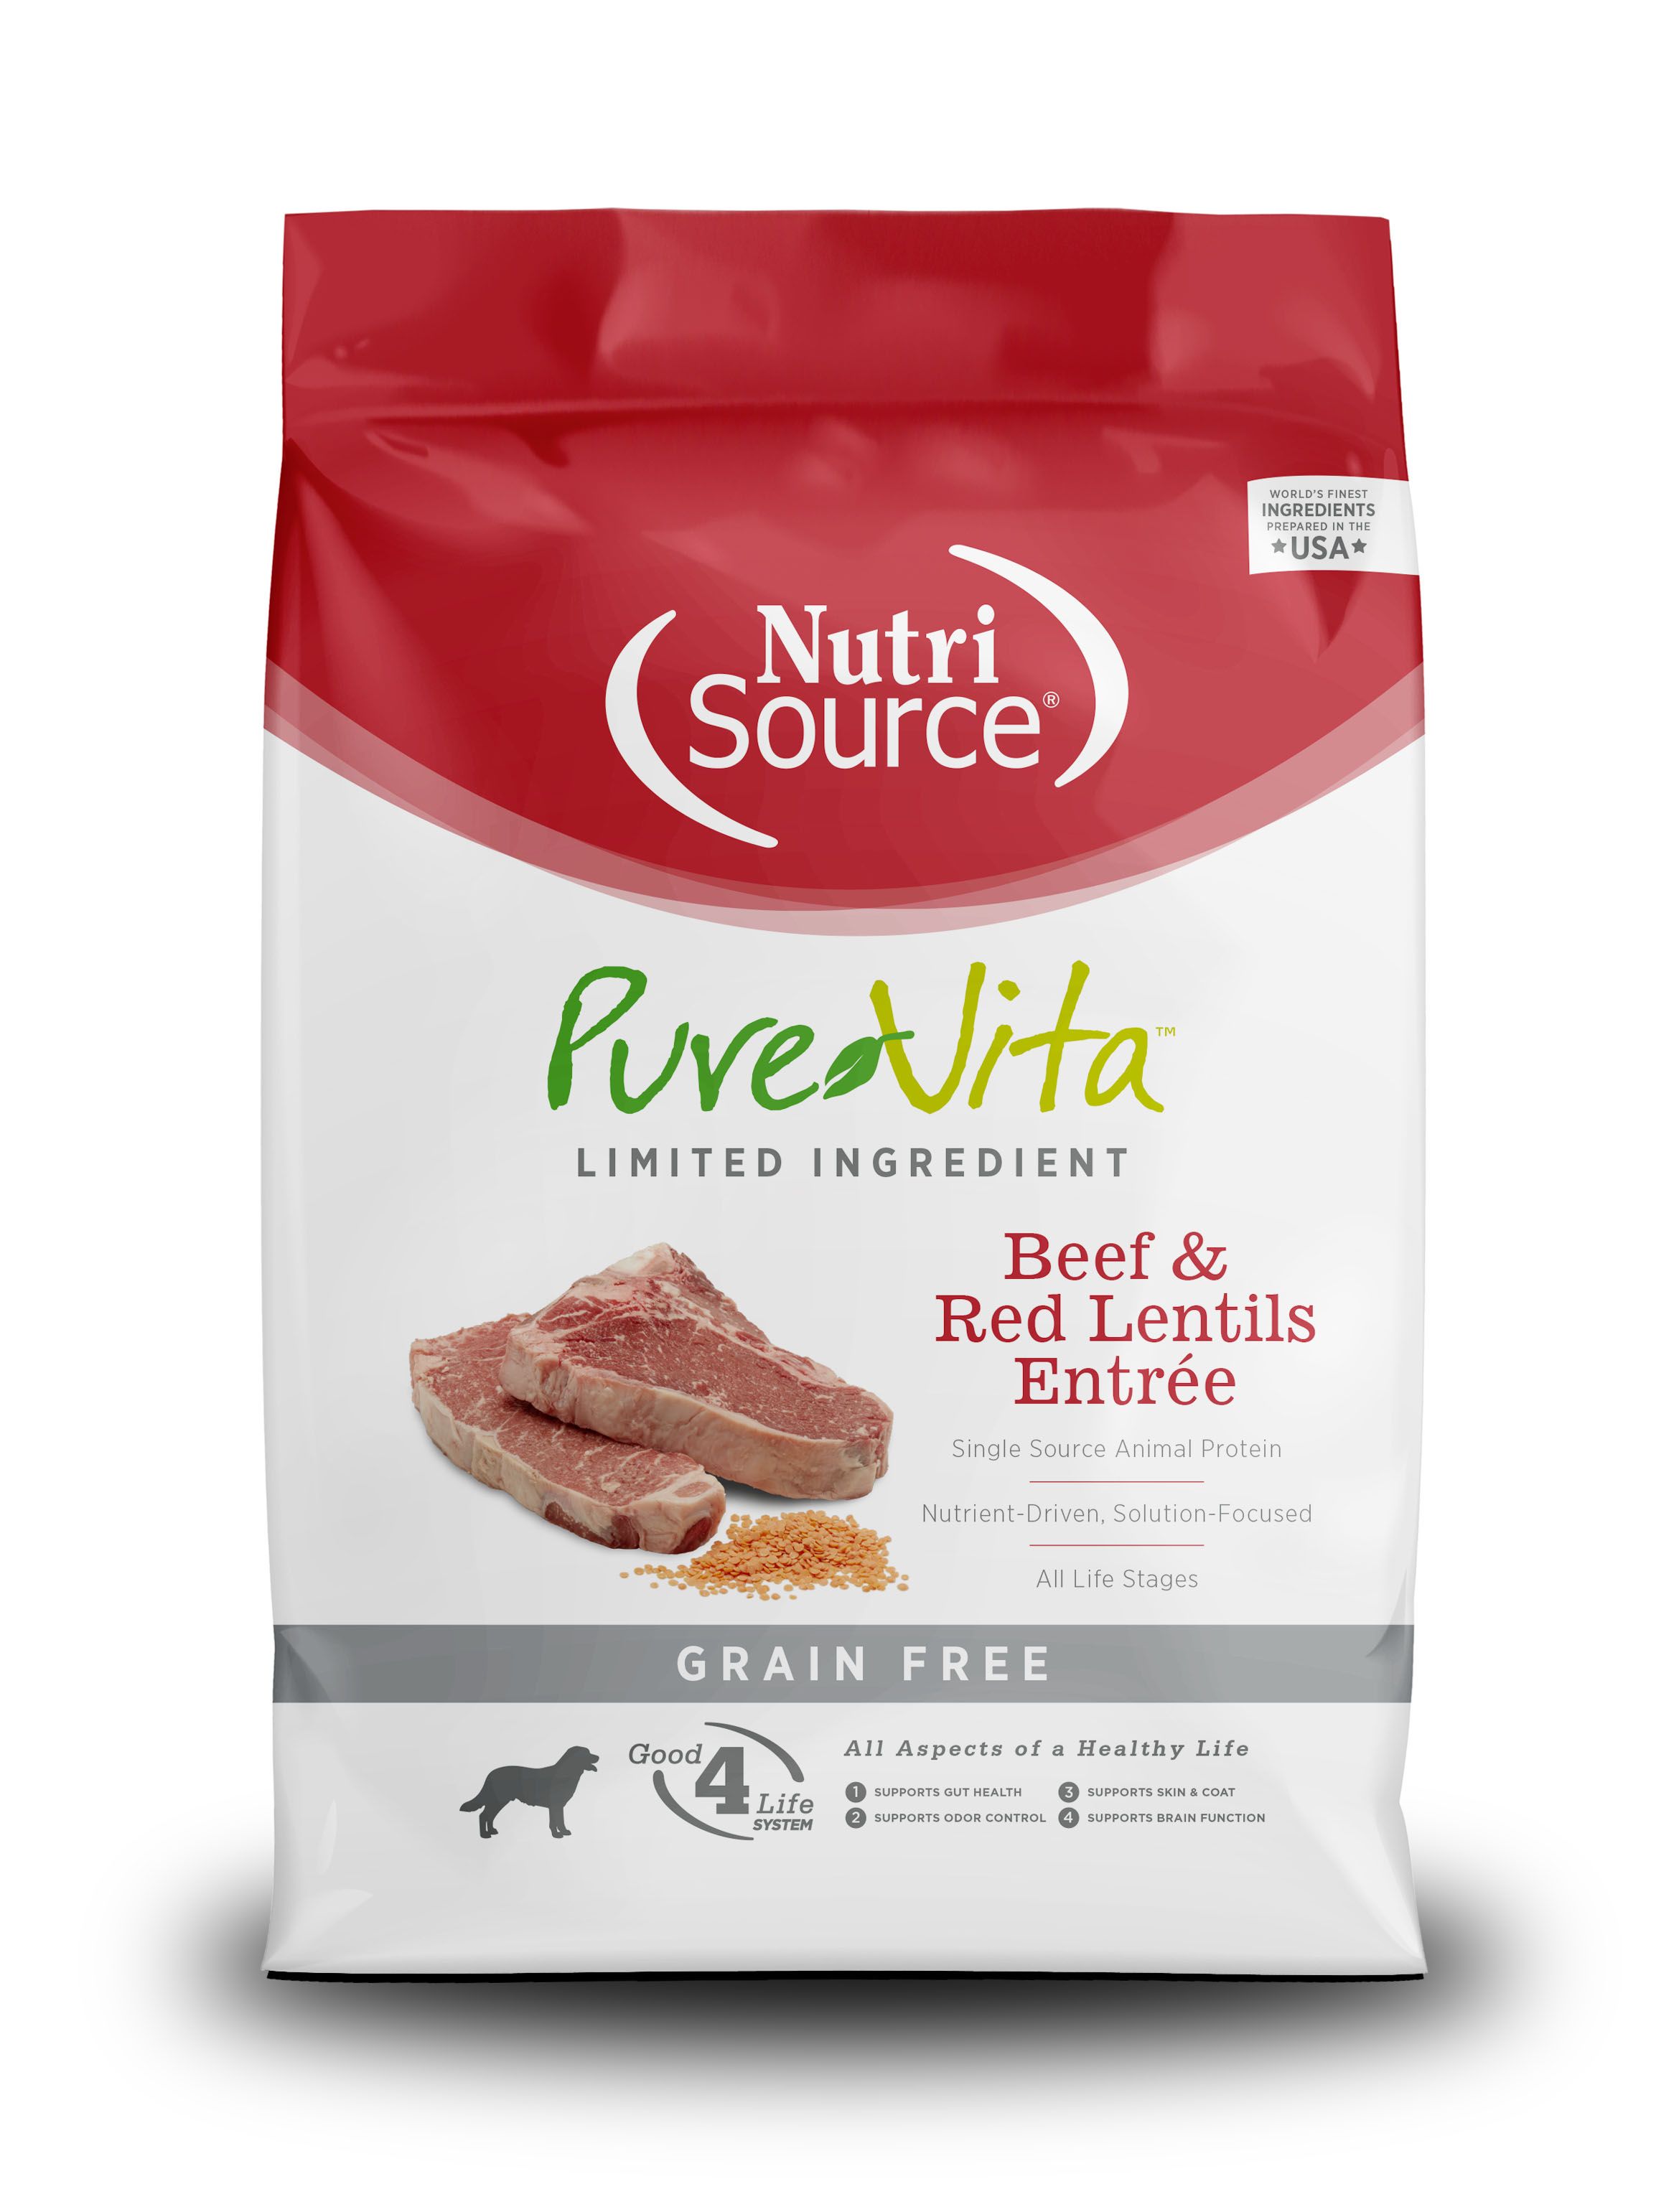 WORLD'S FINEST
INGREDIENTS
PREPARED IN THE
★USA★
Nutri
Source®
PureVita™
LIMITED INGREDIENT
Beef &
Red Lentils
Entrée
Single Source Animal Protein
Nutrient-Driven, Solution-Focused
All Life Stages
GRAIN FREE
Good
4
Life
SYSTEM
All Aspects of a Healthy Life
1 SUPPORTS GUT HEALTH
2 SUPPORTS ODOR CONTROL
3 SUPPORTS SKIN & COAT
4 SUPPORTS BRAIN FUNCTION